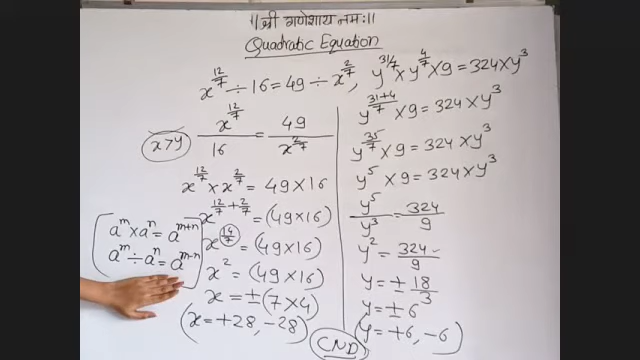 ॥ श्री गणेशाय नमः॥
Quadratic Equation
x^(12/7) ÷ 16 = 49 ÷ x^(2/7), y^(31/7) × y^(4/7) × 9 = 324 × y^3
x > y
x^(12/7) / 16 = 49 / x^(2/7)
x^(12/7) × x^(2/7) = 49 × 16
x^(12/7 + 2/7) = (49 × 16)
x^(14/7) = (49 × 16)
x^2 = (49 × 16)
x = ± (7 × 4)
(x = +28, -28)
a^m × a^n = a^(m+n)
a^m ÷ a^n = a^(m-n)
y^((31+4)/7) × 9 = 324 × y^3
y^(35/7) × 9 = 324 × y^3
y^5 × 9 = 324 × y^3
y^5 / y^3 = 324 / 9
y^2 = 324 / 9
y = ± 18 / 3
y = ± 6
(y = +6, -6)
CND